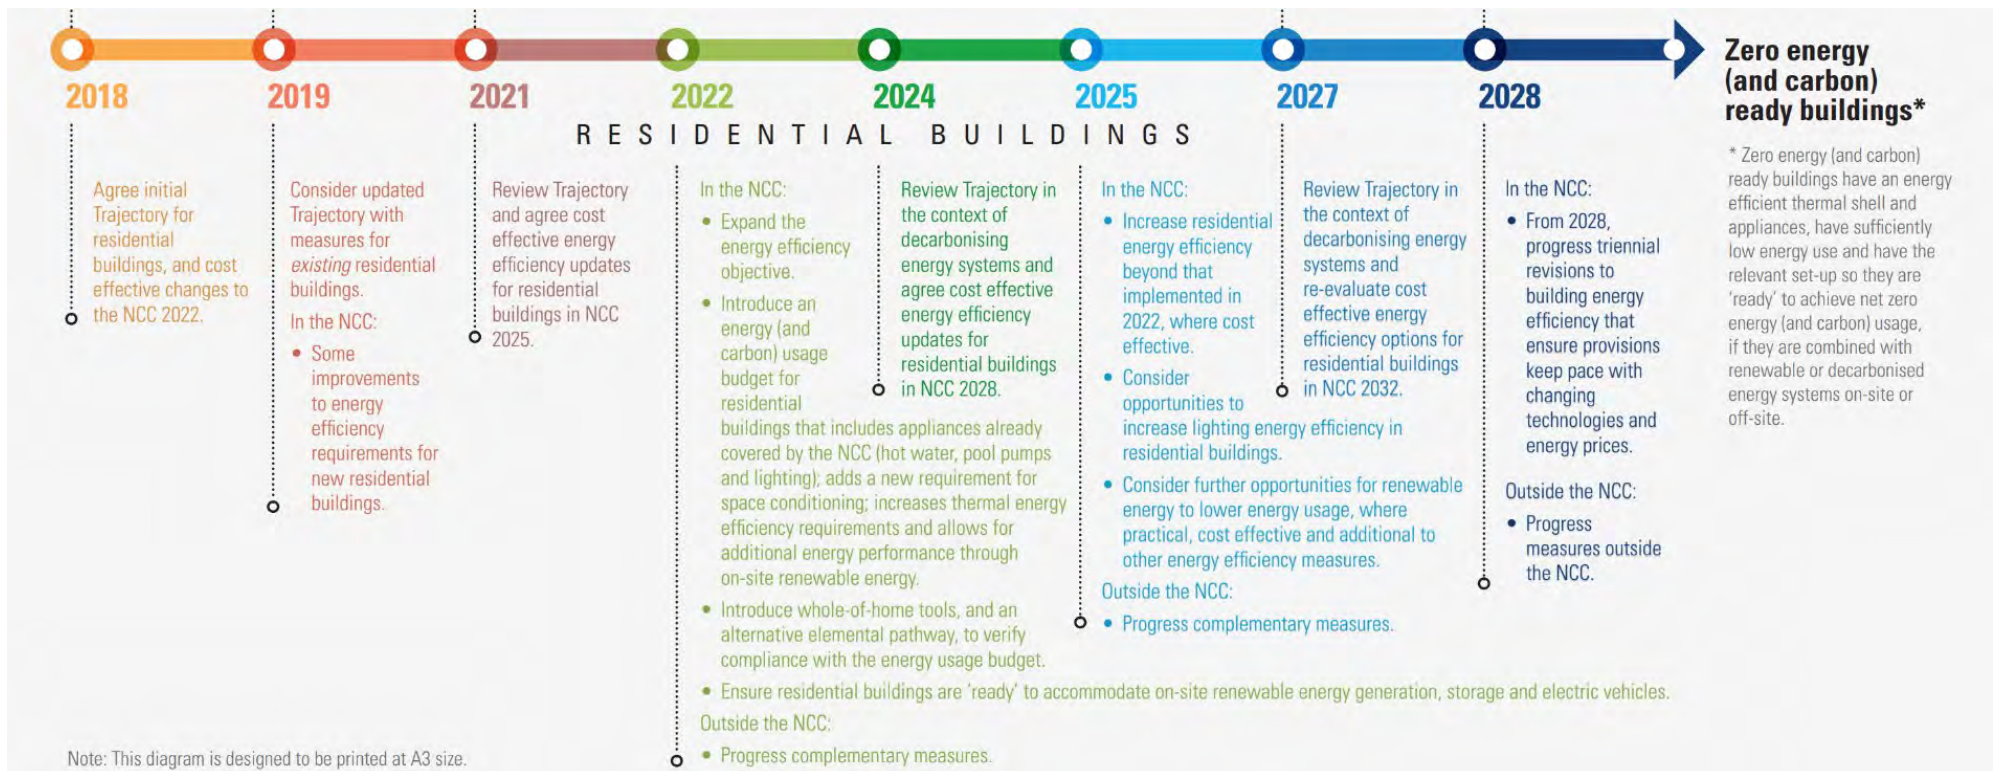 2018
2019
2021
2022
2024
2025
2027
2028
Zero energy
(and carbon)
ready buildings*
RESIDENTIAL BUILDINGS
Agree initial
Trajectory for
residential
buildings, and cost
effective changes to
the NCC 2022.
Consider updated
Trajectory with
measures for
existing residential
buildings.
In the NCC:
• Some
improvements
to energy
efficiency
requirements for
new residential
buildings.
Review Trajectory
and agree cost
effective energy
efficiency updates
for residential
buildings in NCC
2025.
In the NCC:
• Expand the
energy efficiency
objective.
• Introduce an
energy (and
carbon) usage
budget for
residential
buildings that includes appliances already
covered by the NCC (hot water, pool pumps
and lighting); adds a new requirement for
space conditioning; increases thermal energy
efficiency requirements and allows for
additional energy performance through
on-site renewable energy.
• Introduce whole-of-home tools, and an
alternative elemental pathway, to verify
compliance with the energy usage budget.
• Ensure residential buildings are 'ready' to accommodate on-site renewable energy generation, storage and electric vehicles.
Outside the NCC:
• Progress complementary measures.
Review Trajectory in
the context of
decarbonising
energy systems and
agree cost effective
energy efficiency
updates for
residential buildings
in NCC 2028.
In the NCC:
• Increase residential
energy efficiency
beyond that
implemented in
2022, where cost
effective.
• Consider
opportunities to
increase lighting energy efficiency in
residential buildings.
• Consider further opportunities for renewable
energy to lower energy usage, where
practical, cost effective and additional to
other energy efficiency measures.
Outside the NCC:
• Progress complementary measures.
Review Trajectory in
the context of
decarbonising energy
systems and
re-evaluate cost
effective energy
efficiency options for
residential buildings
in NCC 2032.
In the NCC:
• From 2028,
progress triennial
revisions to
building energy
efficiency that
ensure provisions
keep pace with
changing
technologies and
energy prices.
Outside the NCC:
• Progress
measures outside
the NCC.
* Zero energy (and carbon)
ready buildings have an energy
efficient thermal shell and
appliances, have sufficiently
low energy use and have the
relevant set-up so they are
'ready' to achieve net zero
energy (and carbon) usage,
if they are combined with
renewable or decarbonised
energy systems on-site or
off-site.
Note: This diagram is designed to be printed at A3 size.